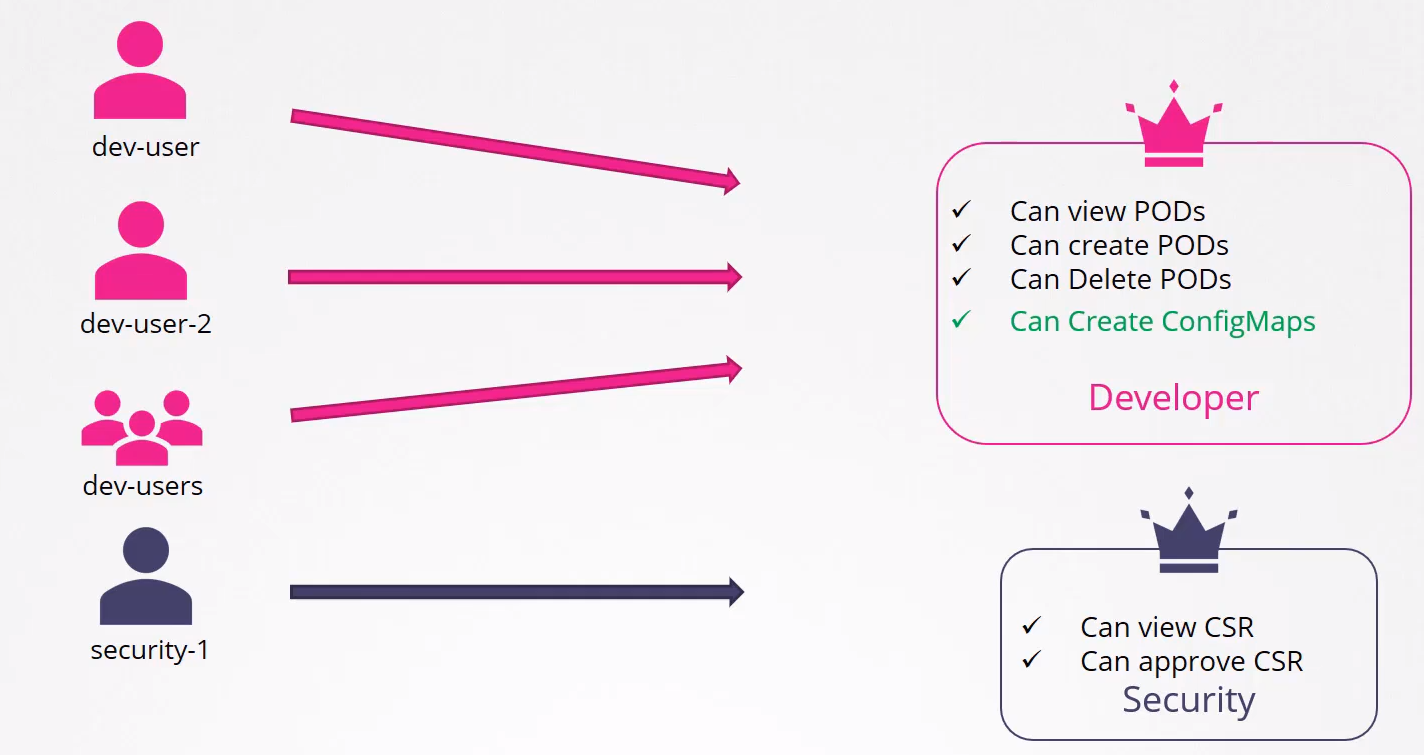 dev-user
dev-user-2
dev-users
security-1
Can view PODs
Can create PODs
Can Delete PODs
Can Create ConfigMaps
Developer
Can view CSR
Can approve CSR
Security